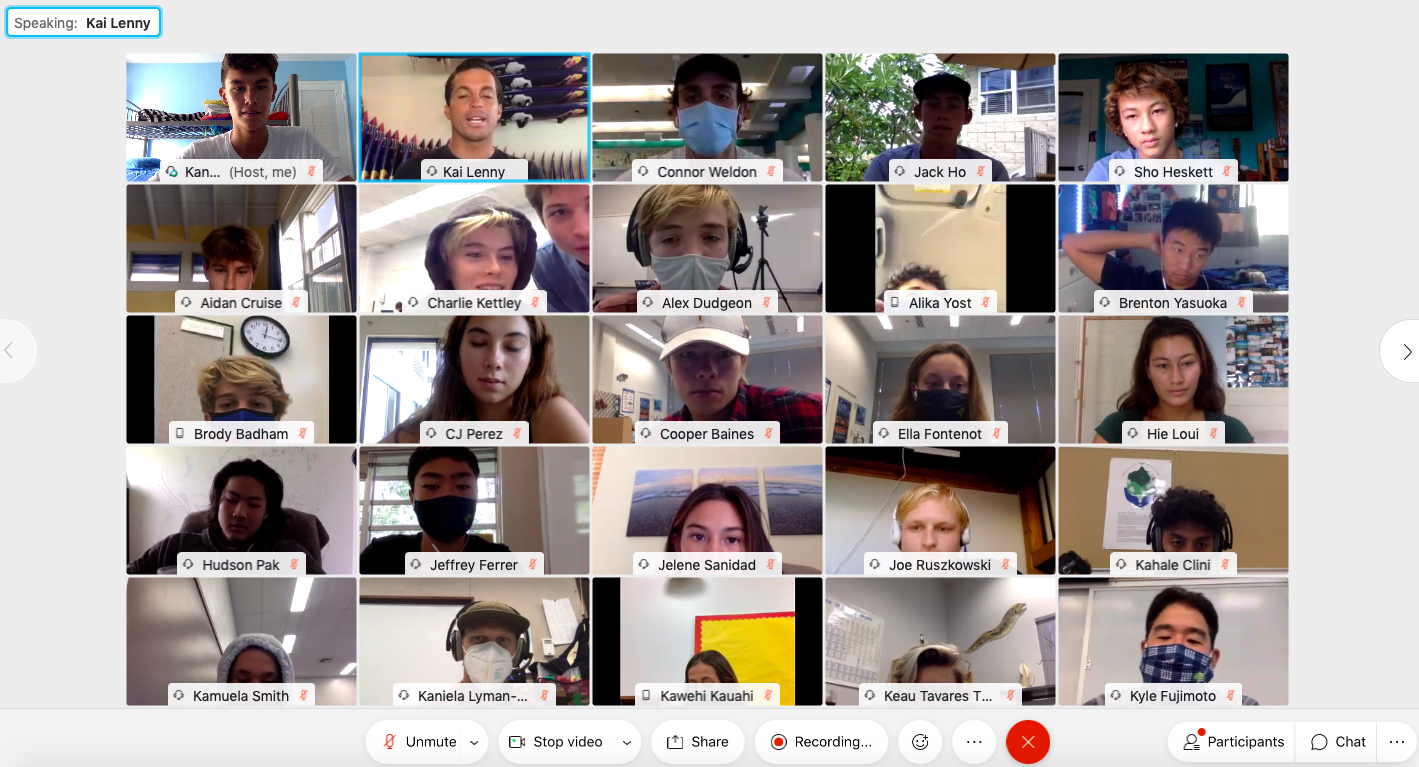 Speaking: Kai Lenny
Kan... (Host, me)
Kai Lenny
Connor Weldon
Jack Ho
Sho Heskett
Aidan Cruise
Charlie Kettley
Alex Dudgeon
Alika Yost
Brenton Yasuoka
Brody Badham
CJ Perez
Cooper Baines
Ella Fontenot
Hie Loui
Hudson Pak
Jeffrey Ferrer
Jelene Sanidad
Joe Ruszkowski
Kahale Clini
Kamuela Smith
Kaniela Lyman-...
Kawehi Kauahi
Keau Tavares T...
Kyle Fujimoto
Unmute
Stop video
Share
Recording...
Participants
Chat